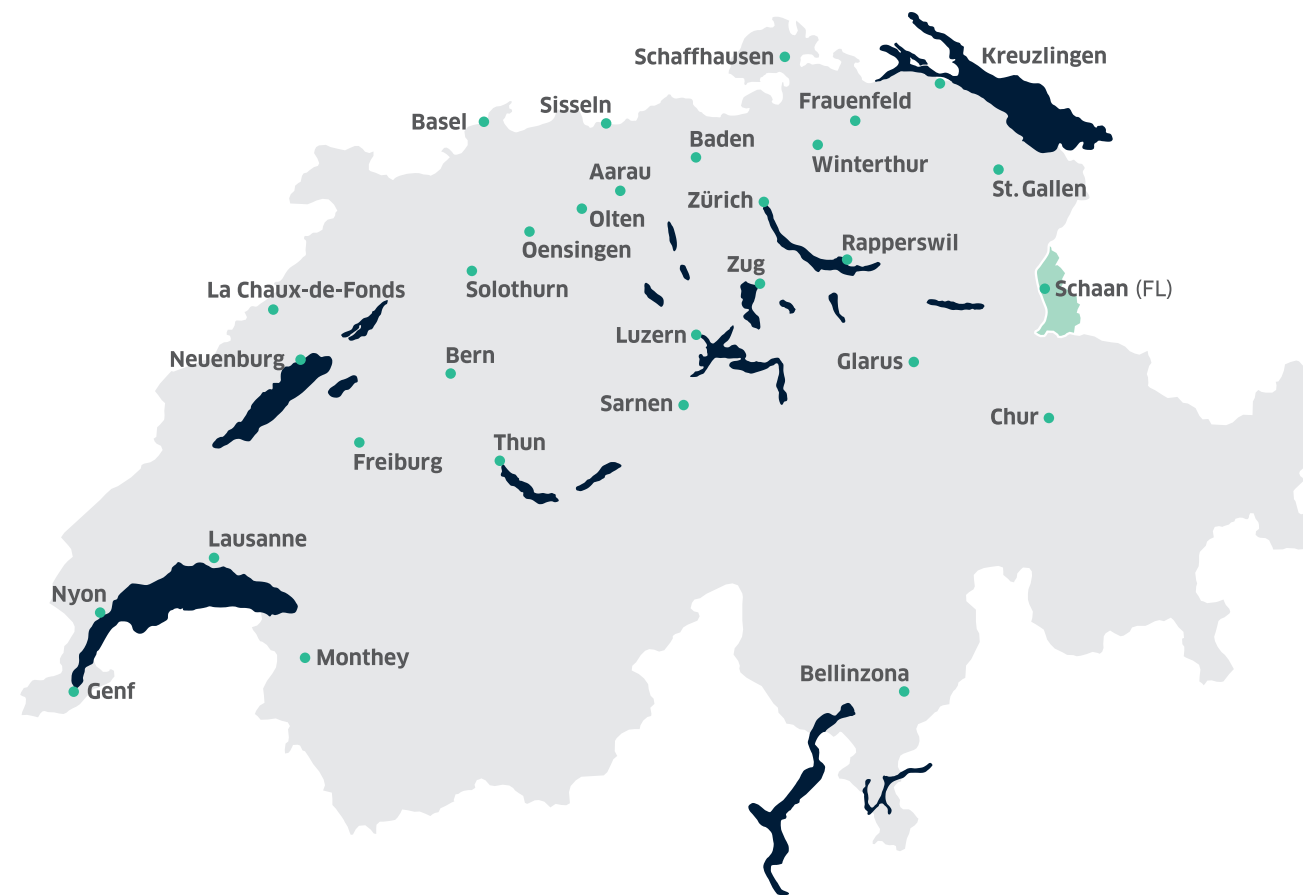 Schaffhausen
Kreuzlingen
Frauenfeld
Sisseln
Basel
Baden
Winterthur
Aarau
St. Gallen
Zürich
Olten
Rapperswil
Oensingen
Zug
Solothurn
La Chaux-de-Fonds
Schaan (FL)
Luzern
Bern
Neuenburg
Glarus
Sarnen
Chur
Thun
Freiburg
Lausanne
Nyon
Monthey
Bellinzona
Genf